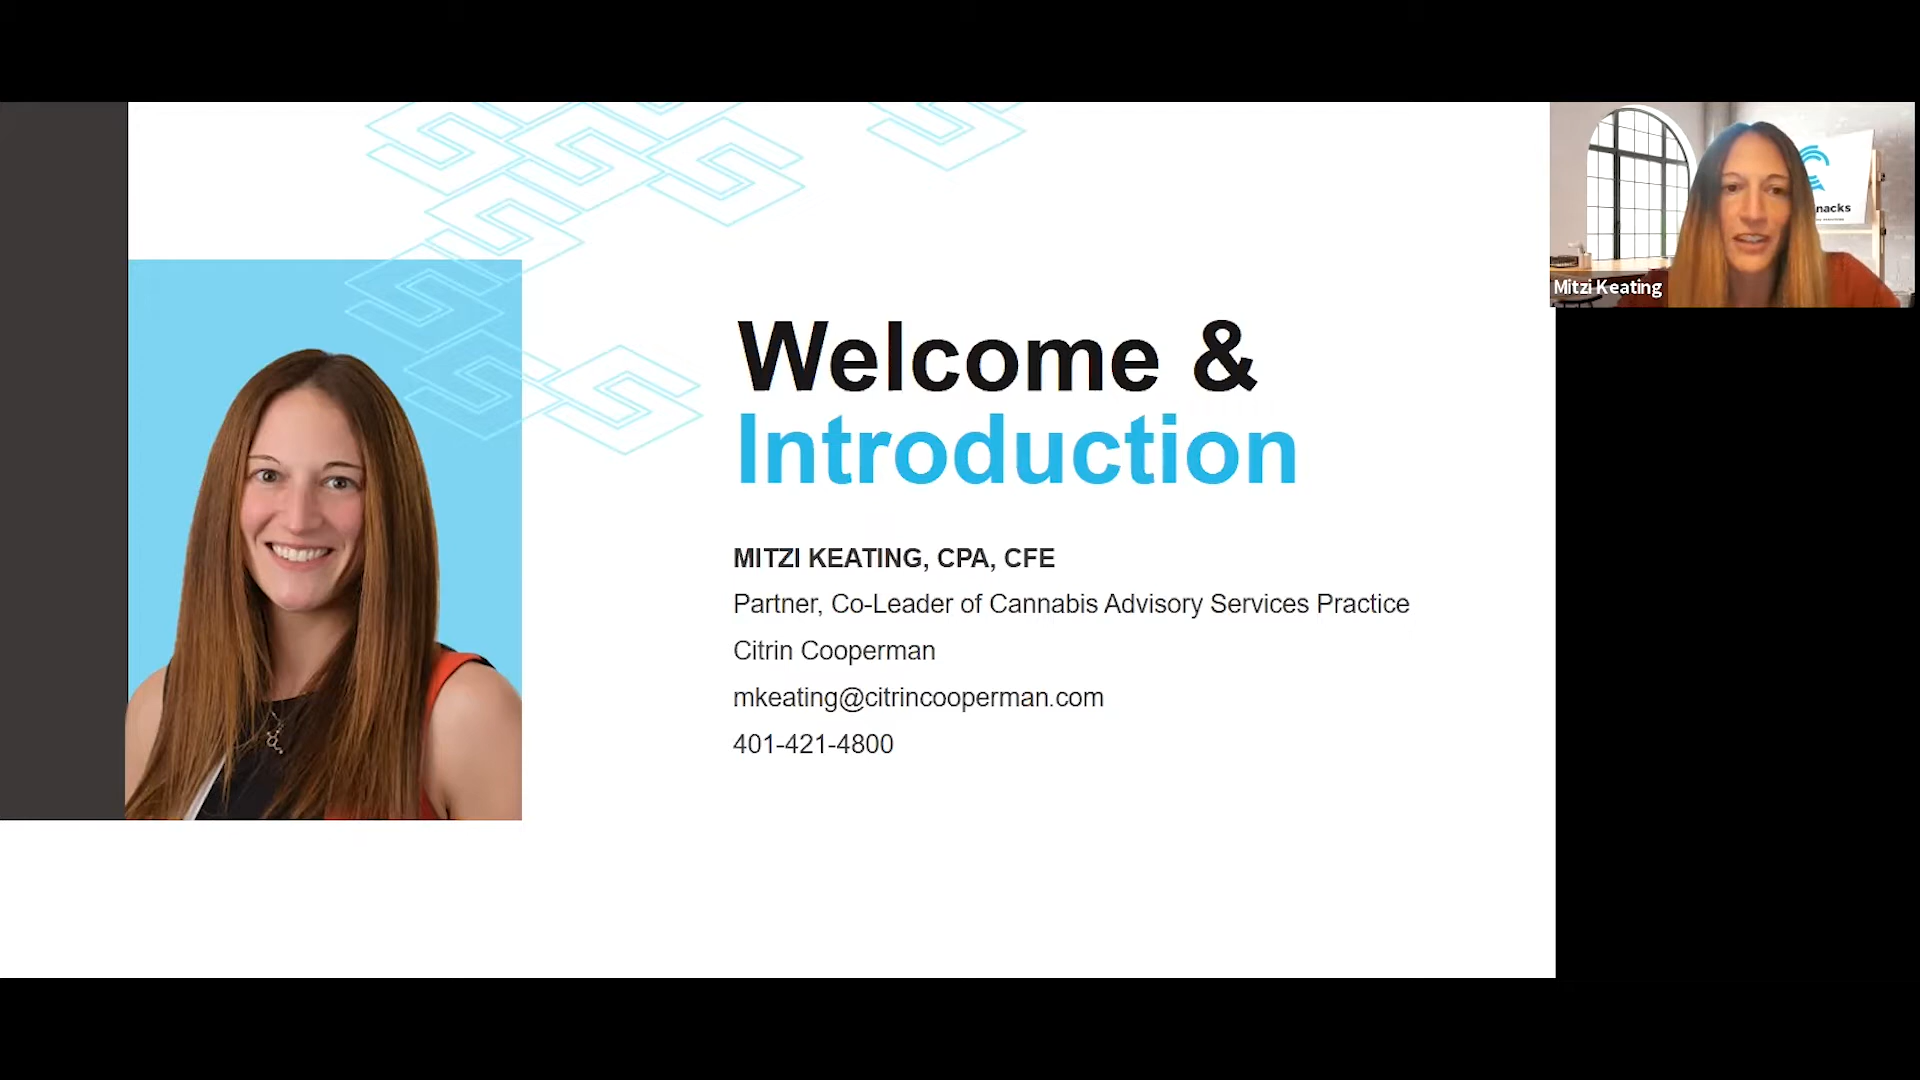 Welcome &
Introduction
MITZI KEATING, CPA, CFE
Partner, Co-Leader of Cannabis Advisory Services Practice
Citrin Cooperman
mkeating@citrincooperman.com
401-421-4800
nacks
Mitzi Keating